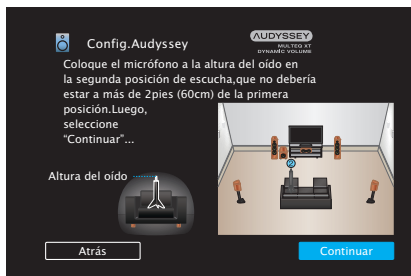 Config.Audyssey
AUDYSSEY
MULTEQ XT
DYNAMIC VOLUME
Coloque el micrófono a la altura del oído en
la segunda posición de escucha,que no debería
estar a más de 2pies (60cm) de la primera
posición.Luego,
seleccione
“Continuar”...
Altura del oído
2
Atrás
Continuar